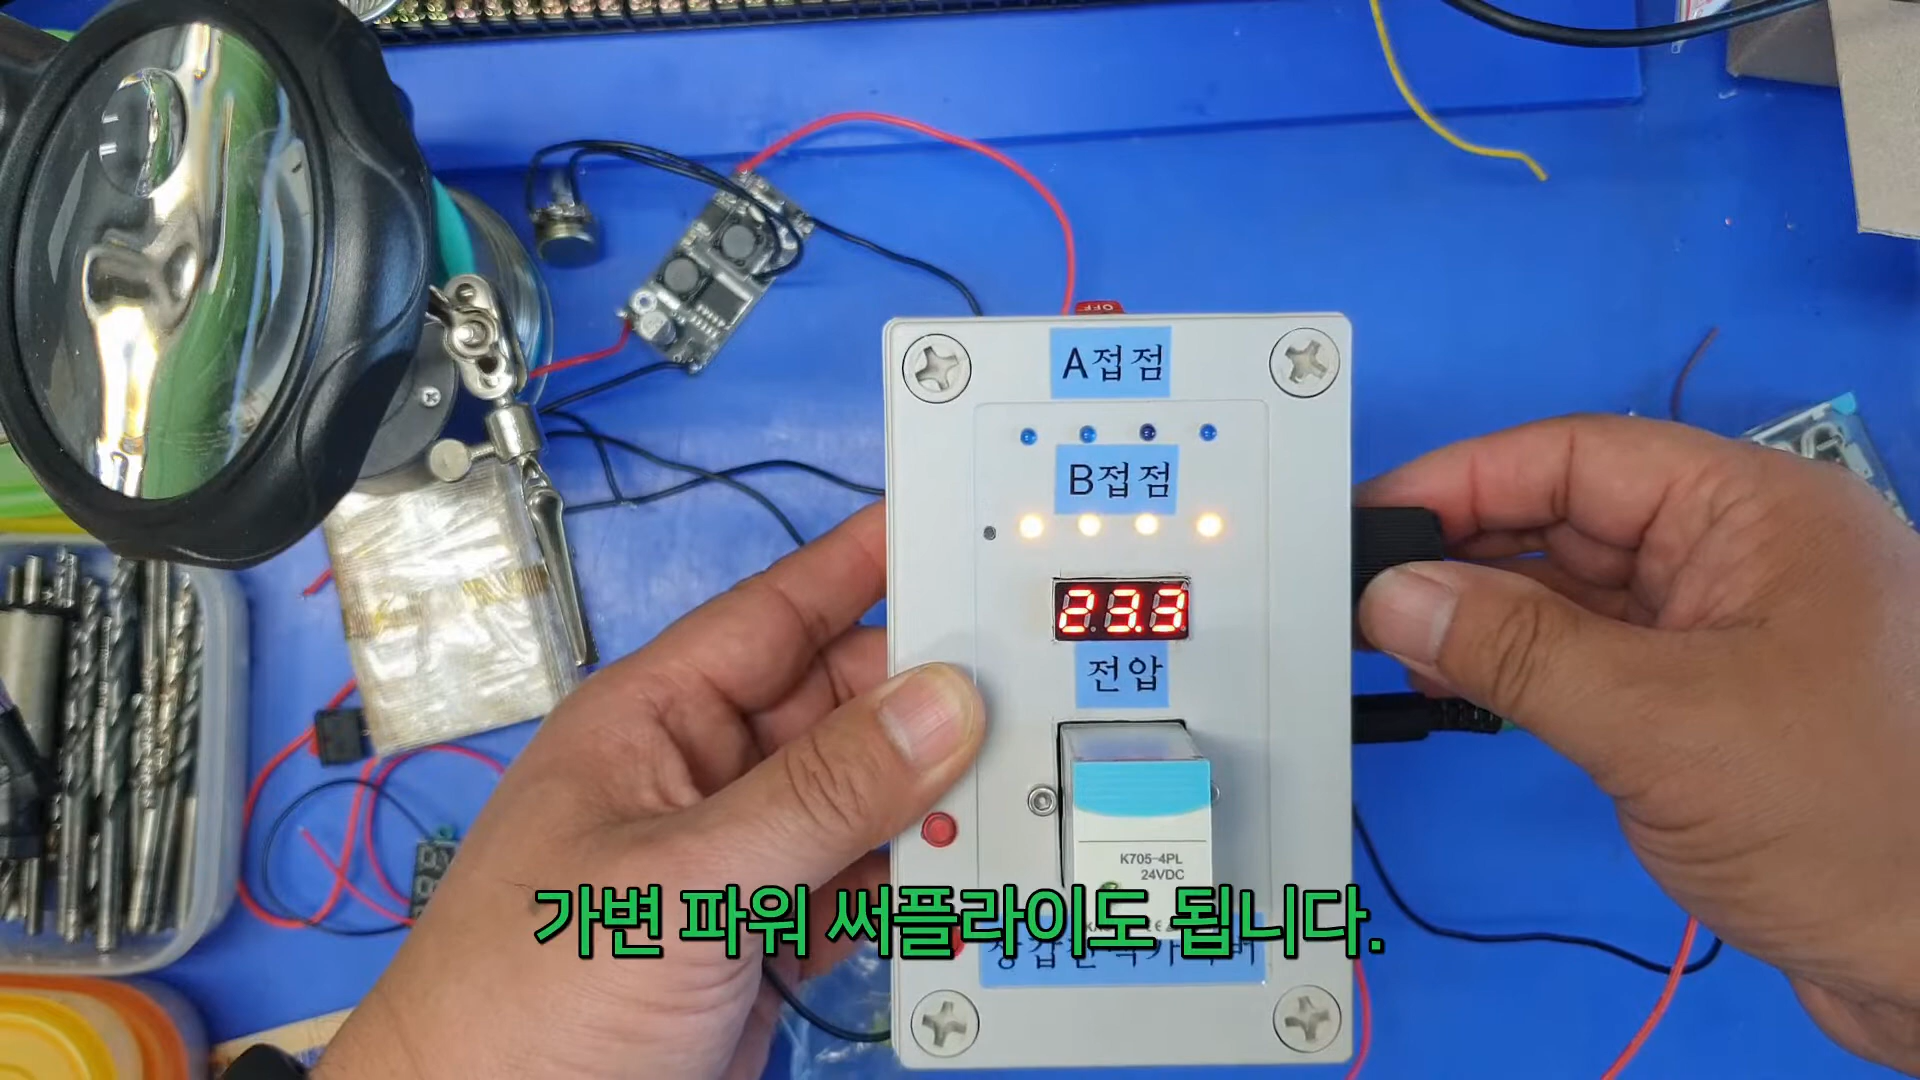 OFF
A접점
B접점
23.3
전압
K705-4PL
24VDC
가변 파워 써플라이도 됩니다.